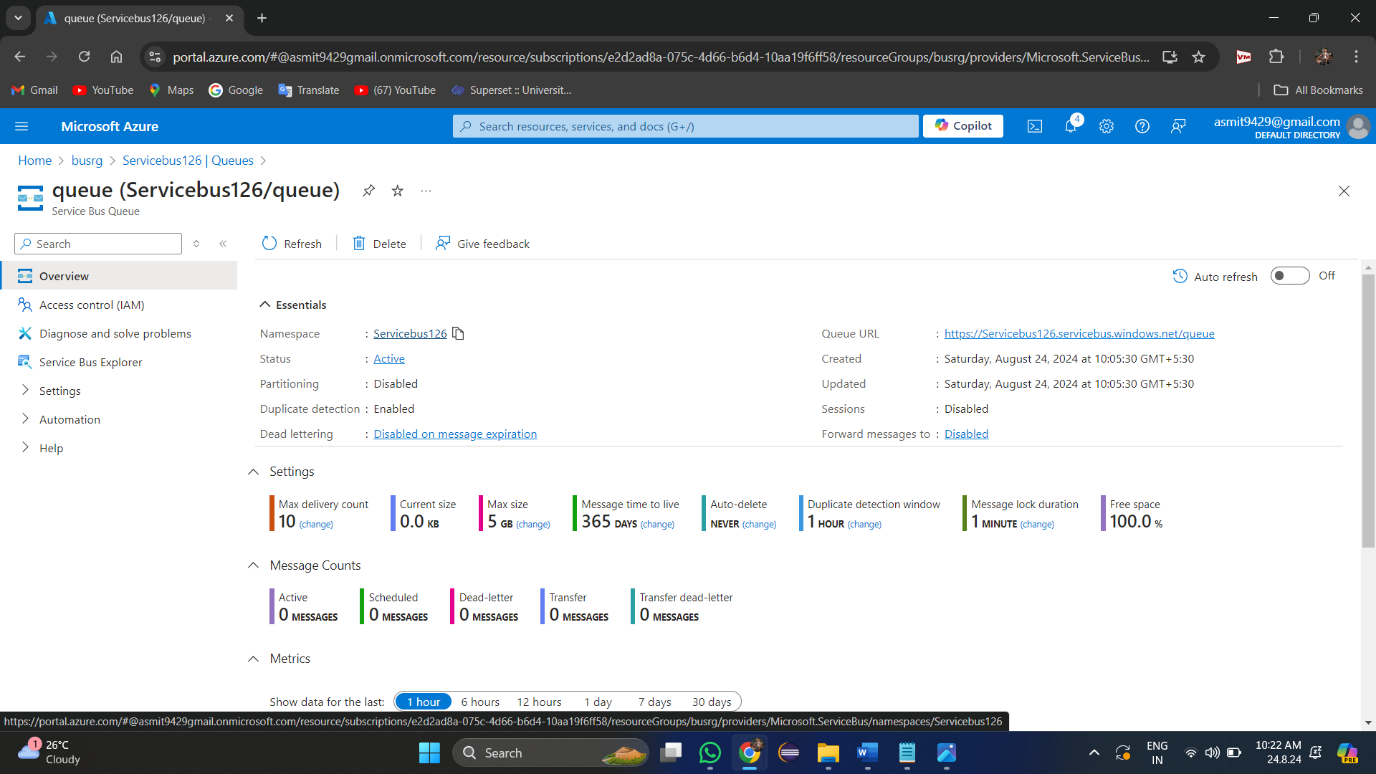 queue (Servicebus126/queue)
portal.azure.com/#@asmit9429gmail.onmicrosoft.com/resource/subscriptions/e2d2ad8a-075c-4d66-b6d4-10aa19f6ff58/resourceGroups/busrg/providers/Microsoft.ServiceBus...
Gmail YouTube Maps Google Translate (67) YouTube Superset :: Universit... All Bookmarks
Microsoft Azure Search resources, services, and docs (G+/) Copilot 4 asmit9429@gmail.com
DEFAULT DIRECTORY
Home > busrg > Servicebus126 | Queues >
queue (Servicebus126/queue) ...
Service Bus Queue
Search Refresh Delete Give feedback
Overview
Access control (IAM)
Diagnose and solve problems
Service Bus Explorer
Settings
Automation
Help
Auto refresh Off
Essentials
Namespace : Servicebus126 Queue URL : https://Servicebus126.servicebus.windows.net/queue
Status : Active Created : Saturday, August 24, 2024 at 10:05:30 GMT+5:30
Partitioning : Disabled Updated : Saturday, August 24, 2024 at 10:05:30 GMT+5:30
Duplicate detection : Enabled Sessions : Disabled
Dead lettering : Disabled on message expiration Forward messages to : Disabled
Settings
Max delivery count Current size Max size Message time to live Auto-delete Duplicate detection window Message lock duration Free space
10 (change) 0.0 KB 5 GB (change) 365 DAYS (change) NEVER (change) 1 HOUR (change) 1 MINUTE (change) 100.0 %
Message Counts
Active Scheduled Dead-letter Transfer Transfer dead-letter
0 MESSAGES 0 MESSAGES 0 MESSAGES 0 MESSAGES 0 MESSAGES
Metrics
Show data for the last: 1 hour 6 hours 12 hours 1 day 7 days 30 days
https://portal.azure.com/#@asmit9429gmail.onmicrosoft.com/resource/subscriptions/e2d2ad8a-075c-4d66-b6d4-10aa19f6ff58/resourceGroups/busrg/providers/Microsoft.ServiceBus/namespaces/Servicebus126
1 26°C
Cloudy
Search
ENG
IN
10:22 AM
24.8.24
PRE